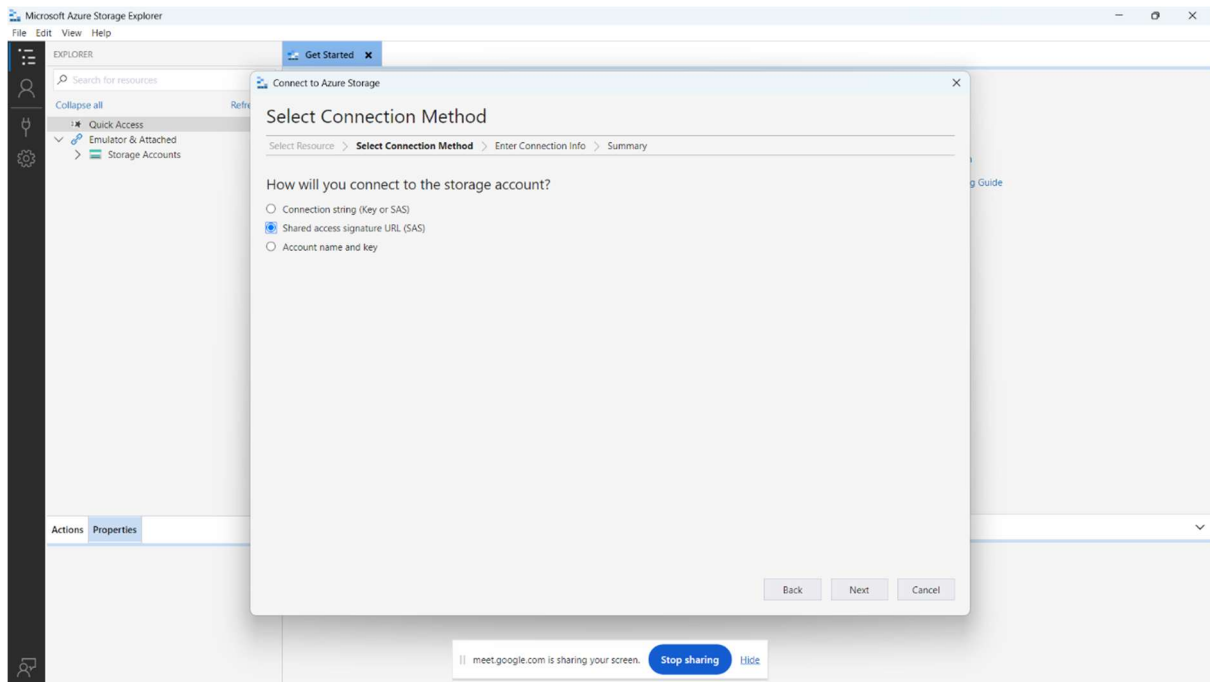 Microsoft Azure Storage Explorer
File Edit View Help
EXPLORER
Get Started
Search for resources
Collapse all Refre
Quick Access
Emulator & Attached
Storage Accounts
Connect to Azure Storage
Select Connection Method
Select Resource > Select Connection Method > Enter Connection Info > Summary
How will you connect to the storage account?
Connection string (Key or SAS)
Shared access signature URL (SAS)
Account name and key
g Guide
Actions Properties
Back Next Cancel
meet.google.com is sharing your screen. Stop sharing Hide